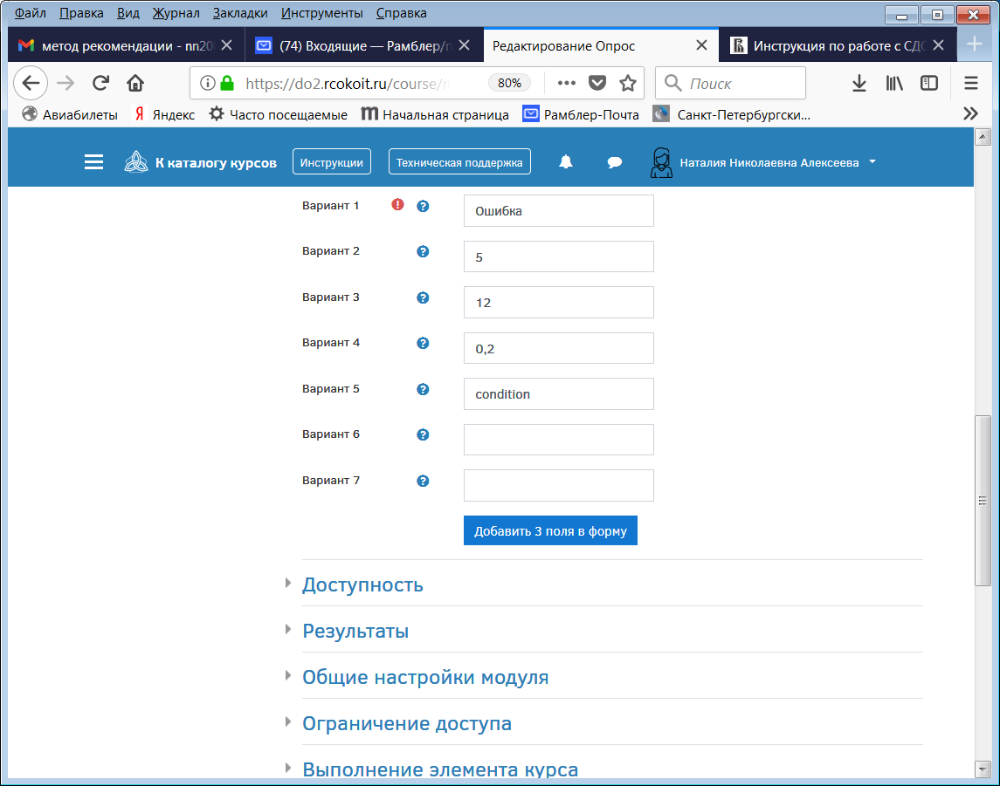 Файл Правка Вид Журнал Закладки Инструменты Справка
метод рекомендации - nn20
(74) Входящие — Рамблер/п
Редактирование Опрос
Инструкция по работе с СДО
https://do2.rcokoit.ru/course/
80%
Поиск
Авиабилеты
Яндекс
Часто посещаемые
Начальная страница
Рамблер-Почта
Санкт-Петербургски...
К каталогу курсов
Инструкции
Техническая поддержка
Наталия Николаевна Алексеева
Вариант 1 Ошибка
Вариант 2 5
Вариант 3 12
Вариант 4 0,2
Вариант 5 condition
Вариант 6
Вариант 7
Добавить 3 поля в форму
Доступность
Результаты
Общие настройки модуля
Ограничение доступа
Выполнение элемента курса